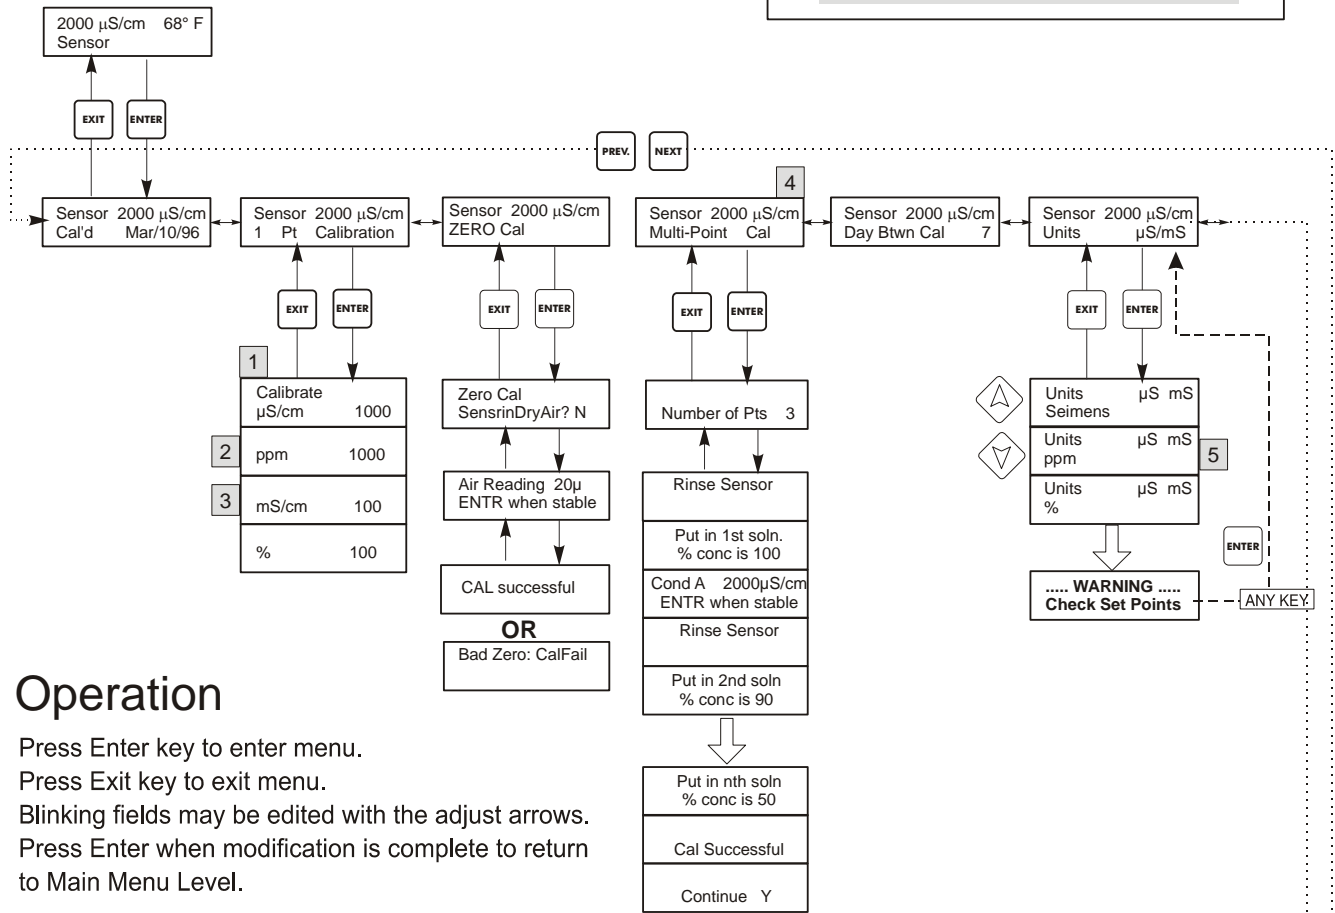 2000 µS/cm 68° F
Sensor
EXIT
ENTER
PREV.
NEXT
Sensor 2000 µS/cm
Cal'd Mar/10/96
Sensor 2000 µS/cm
1 Pt Calibration
Sensor 2000 µS/cm
ZERO Cal
4
Sensor 2000 µS/cm
Multi-Point Cal
Sensor 2000 µS/cm
Day Btwn Cal 7
Sensor 2000 µS/cm
Units µS/mS
EXIT
ENTER
1
Calibrate
µS/cm 1000
2
ppm 1000
3
mS/cm 100
% 100
EXIT
ENTER
Zero Cal
SensrinDryAir? N
Air Reading 20µ
ENTR when stable
CAL successful
OR
Bad Zero: CalFail
EXIT
ENTER
Number of Pts 3
Rinse Sensor
Put in 1st soln.
% conc is 100
Cond A 2000µS/cm
ENTR when stable
Rinse Sensor
Put in 2nd soln
% conc is 90
Put in nth soln
% conc is 50
Cal Successful
Continue Y
EXIT
ENTER
Units µS mS
Seimens
Units µS mS
ppm
5
Units µS mS
%
ENTER
..... WARNING .....
Check Set Points
ANY KEY
Operation
Press Enter key to enter menu.
Press Exit key to exit menu.
Blinking fields may be edited with the adjust arrows.
Press Enter when modification is complete to return
to Main Menu Level.